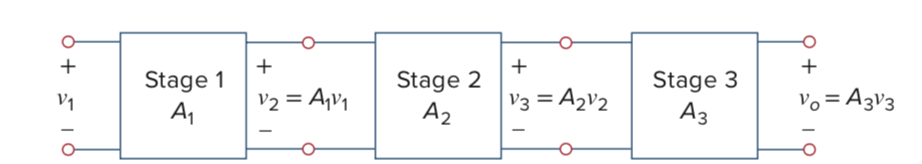 + + + +
Stage 1 Stage 2 Stage 3
v₁ v₂ = A₁v₁ v₃ = A₂v₂ vₒ = A₃v₃
A₁ A₂ A₃
− − − −